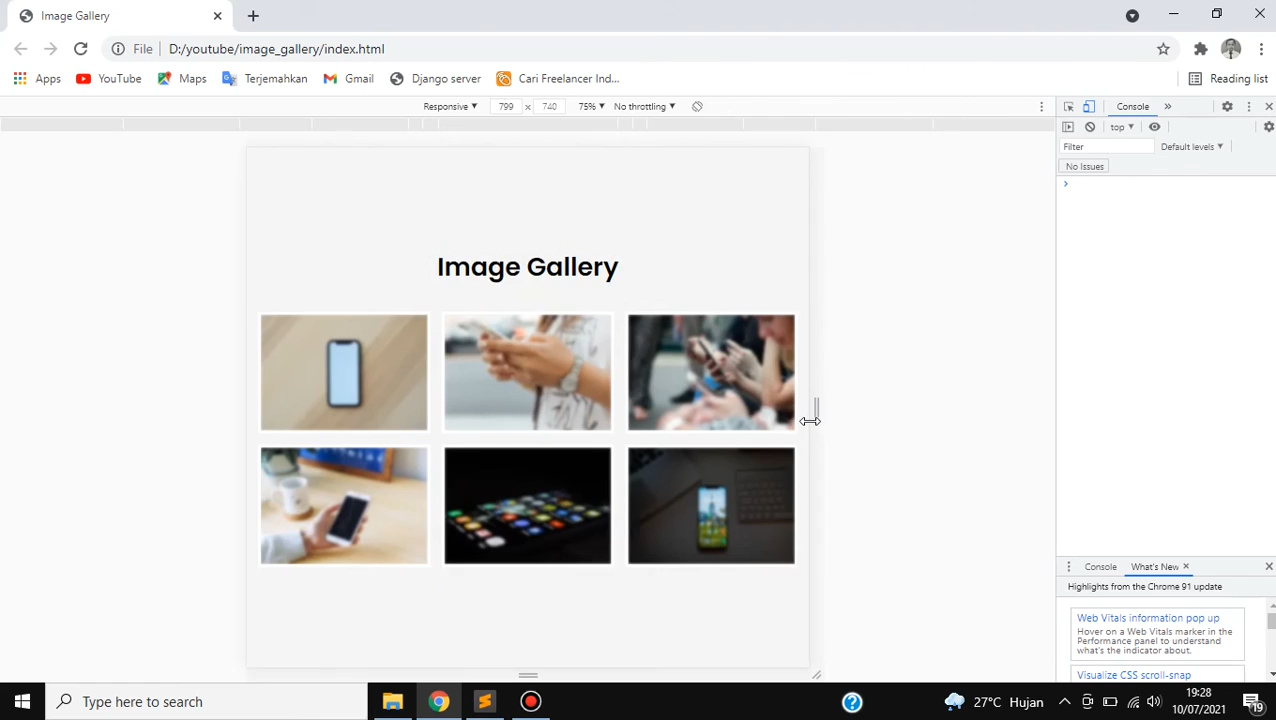 Image Gallery
File D:/youtube/image_gallery/index.html
Apps YouTube Maps Terjemahkan Gmail Django server Cari Freelancer Ind... Reading list
Responsive 799 × 740 75% No throttling Console
top
Filter Default levels
No Issues
Image Gallery
Console What's New
Highlights from the Chrome 91 update
Web Vitals information pop up
Hover on a Web Vitals marker in the
Performance panel to understand
what's the indicator about.
Visualize CSS scroll-snap
Type here to search
27°C Hujan
19:28
10/07/2021
19